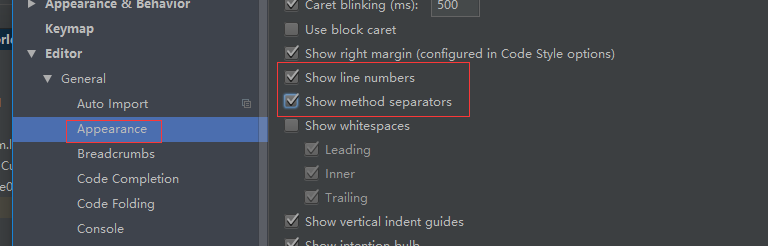 Appearance & Behavior
Keymap
Editor
General
Auto Import
Appearance
Breadcrumbs
Code Completion
Code Folding
Console
Caret blinking (ms): 500
Use block caret
Show right margin (configured in Code Style options)
Show line numbers
Show method separators
Show whitespaces
Leading
Inner
Trailing
Show vertical indent guides
Show intention bulb